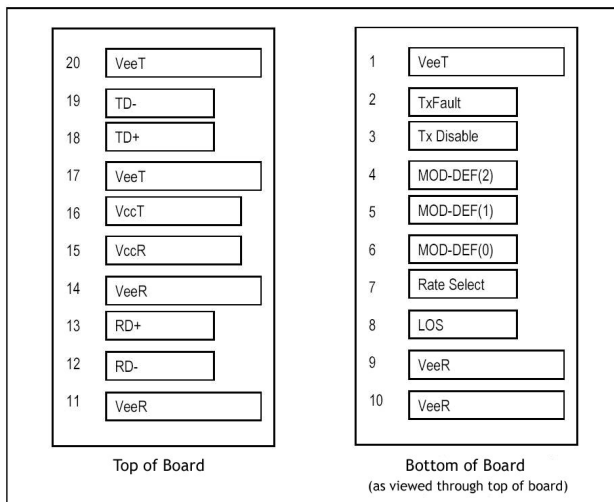 20 VeeT
19 TD-
18 TD+
17 VeeT
16 VccT
15 VccR
14 VeeR
13 RD+
12 RD-
11 VeeR
Top of Board
1 VeeT
2 TxFault
3 Tx Disable
4 MOD-DEF(2)
5 MOD-DEF(1)
6 MOD-DEF(0)
7 Rate Select
8 LOS
9 VeeR
10 VeeR
Bottom of Board
(as viewed through top of board)